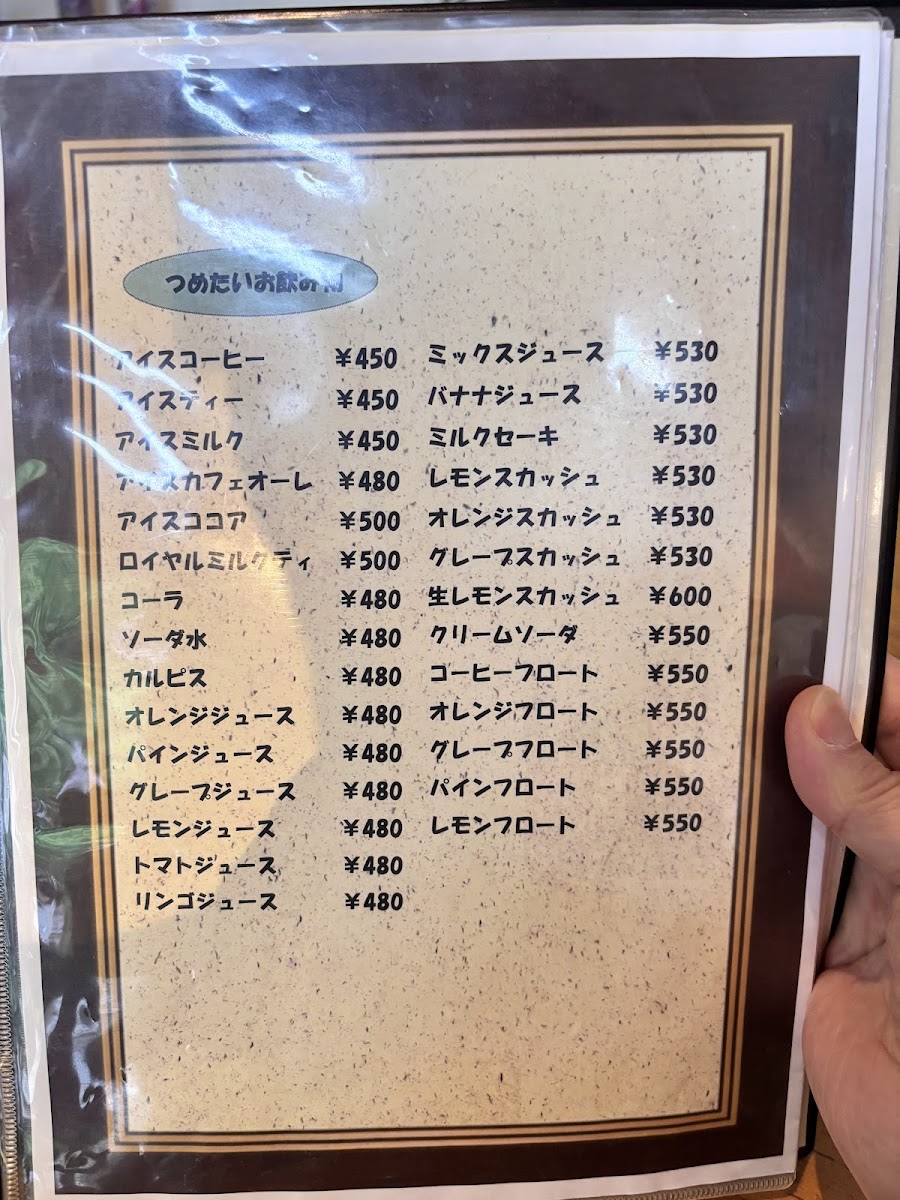 つめたいお飲み物
アイスコーヒー ¥450
アイスティー ¥450
アイスミルク ¥450
アイスカフェオーレ ¥480
アイスココア ¥500
ロイヤルミルクティ ¥500
コーラ ¥480
ソーダ水 ¥480
カルピス ¥480
オレンジジュース ¥480
パインジュース ¥480
グレープジュース ¥480
レモンジュース ¥480
トマトジュース ¥480
リンゴジュース ¥480
ミックスジュース ¥530
バナナジュース ¥530
ミルクセーキ ¥530
レモンスカッシュ ¥530
オレンジスカッシュ ¥530
グレープスカッシュ ¥530
生レモンスカッシュ ¥600
クリームソーダ ¥550
コーヒーフロート ¥550
オレンジフロート ¥550
グレープフロート ¥550
パインフロート ¥550
レモンフロート ¥550